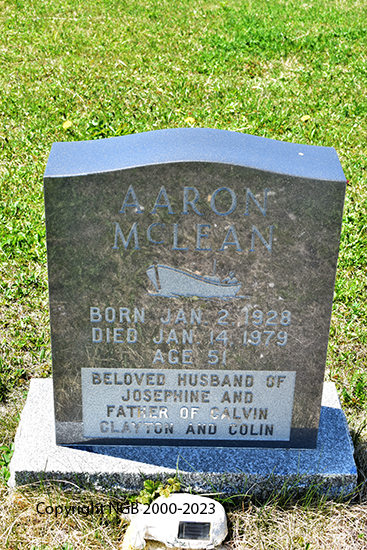 AARON
McLEAN
BORN JAN 2 1928
DIED JAN 14 1979
AGE 51
BELOVED HUSBAND OF
JOSEPHINE AND
FATHER OF CALVIN
CLAYTON AND COLIN
Copyright NGB 2000-2023